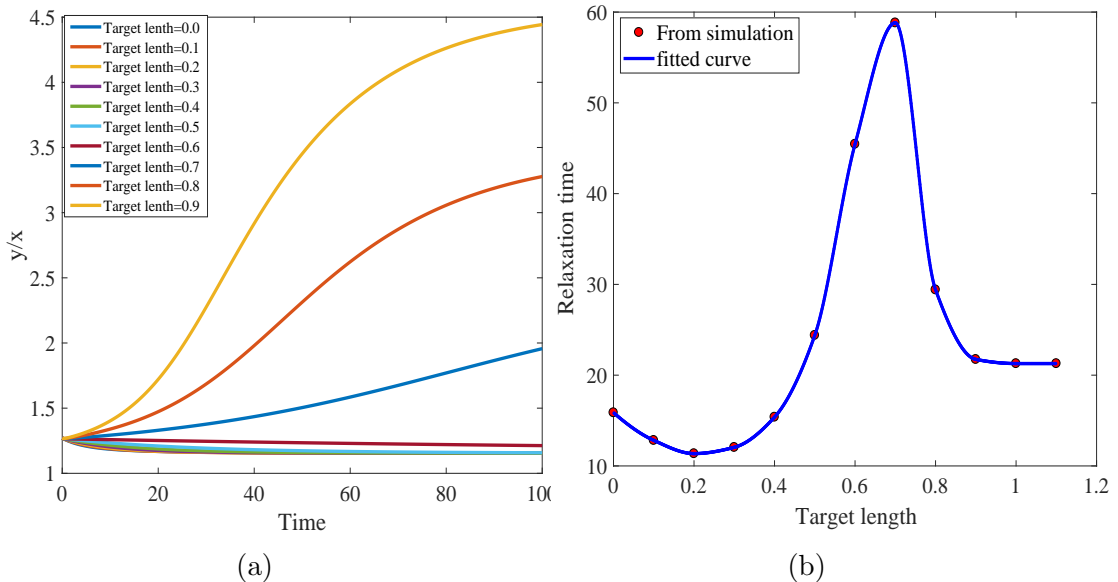 4.5
4
3.5
3
2.5
2
1.5
1
y/x
Target lenth=0.0
Target lenth=0.1
Target lenth=0.2
Target lenth=0.3
Target lenth=0.4
Target lenth=0.5
Target lenth=0.6
Target lenth=0.7
Target lenth=0.8
Target lenth=0.9
0 20 40 60 80 100
Time
(a)
60
50
40
30
20
10
Relaxation time
From simulation
fitted curve
0 0.2 0.4 0.6 0.8 1 1.2
Target length
(b)